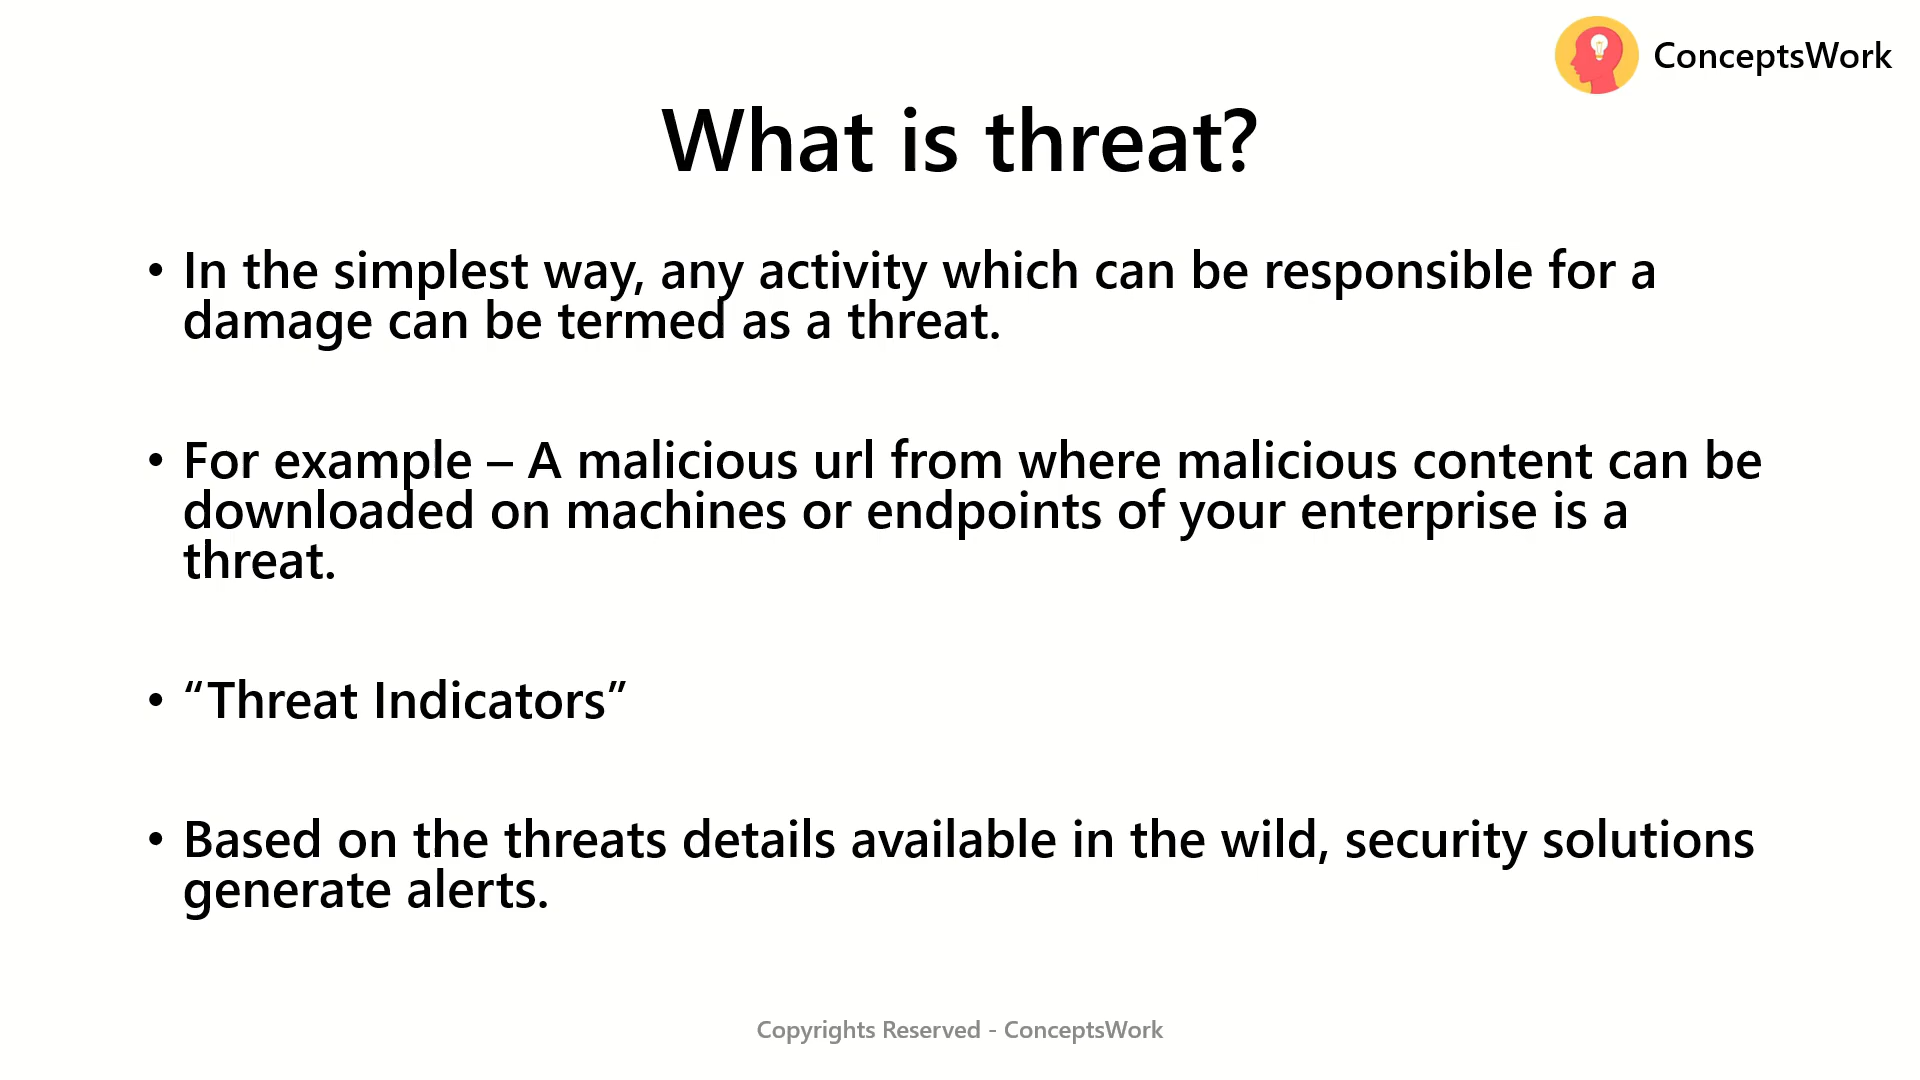 ConceptsWork
What is threat?
• In the simplest way, any activity which can be responsible for a
damage can be termed as a threat.
• For example – A malicious url from where malicious content can be
downloaded on machines or endpoints of your enterprise is a
threat.
• “Threat Indicators”
• Based on the threats details available in the wild, security solutions
generate alerts.
Copyrights Reserved - ConceptsWork